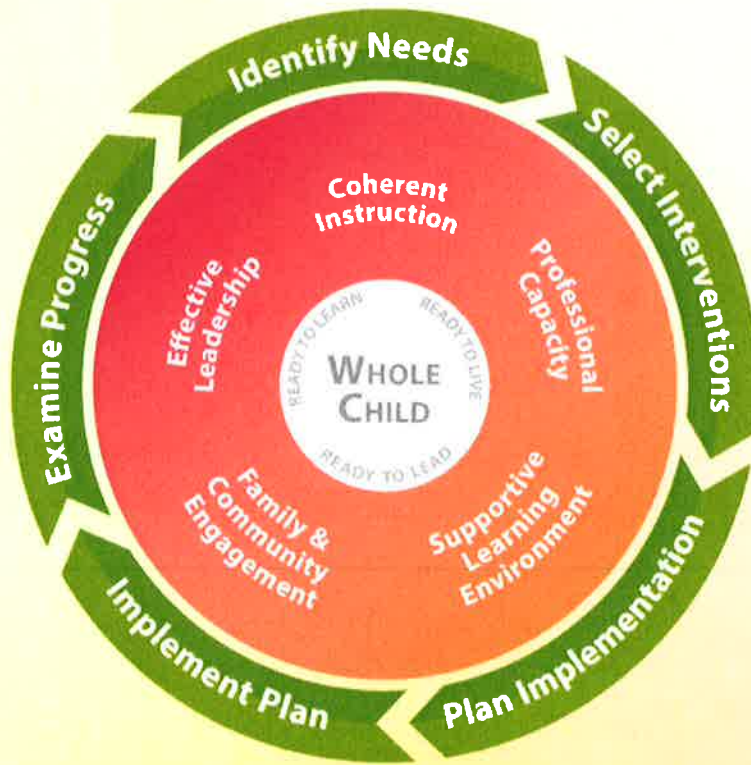 Identify Needs
Select Interventions
Plan Implementation
Implement Plan
Examine Progress
Coherent
Instruction
Professional
Capacity
Supportive
Learning
Environment
Family &
Community
Engagement
Effective
Leadership
READY TO LEARN
READY TO LIVE
READY TO LEAD
WHOLE
CHILD